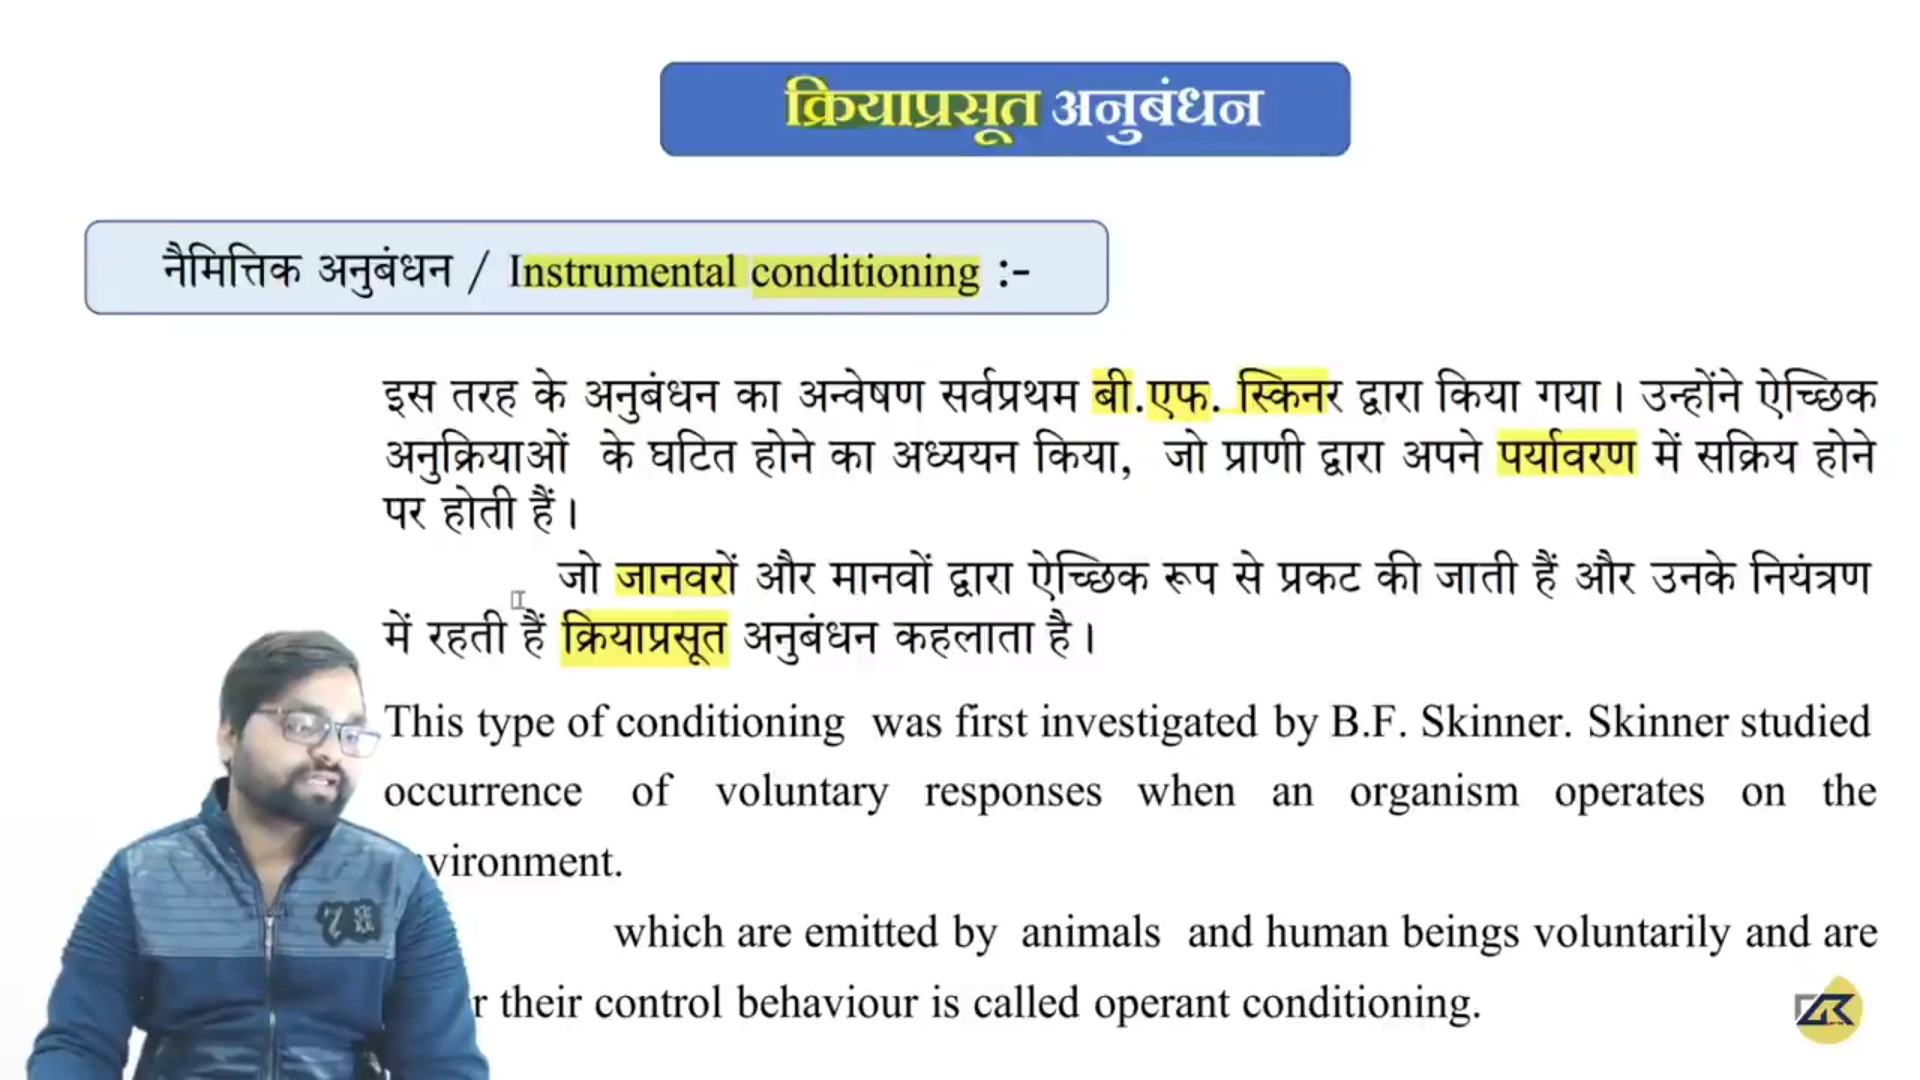 क्रियाप्रसूत अनुबंधन
नैमित्तिक अनुबंधन / Instrumental conditioning :-
इस तरह के अनुबंधन का अन्वेषण सर्वप्रथम बी.एफ. स्किनर द्वारा किया गया। उन्होंने ऐच्छिक
अनुक्रियाओं के घटित होने का अध्ययन किया, जो प्राणी द्वारा अपने पर्यावरण में सक्रिय होने
पर होती हैं।
जो जानवरों और मानवों द्वारा ऐच्छिक रूप से प्रकट की जाती हैं और उनके नियंत्रण
में रहती हैं क्रियाप्रसूत अनुबंधन कहलाता है।
This type of conditioning was first investigated by B.F. Skinner. Skinner studied
occurrence of voluntary responses when an organism operates on the
vironment.
which are emitted by animals and human beings voluntarily and are
r their control behaviour is called operant conditioning.